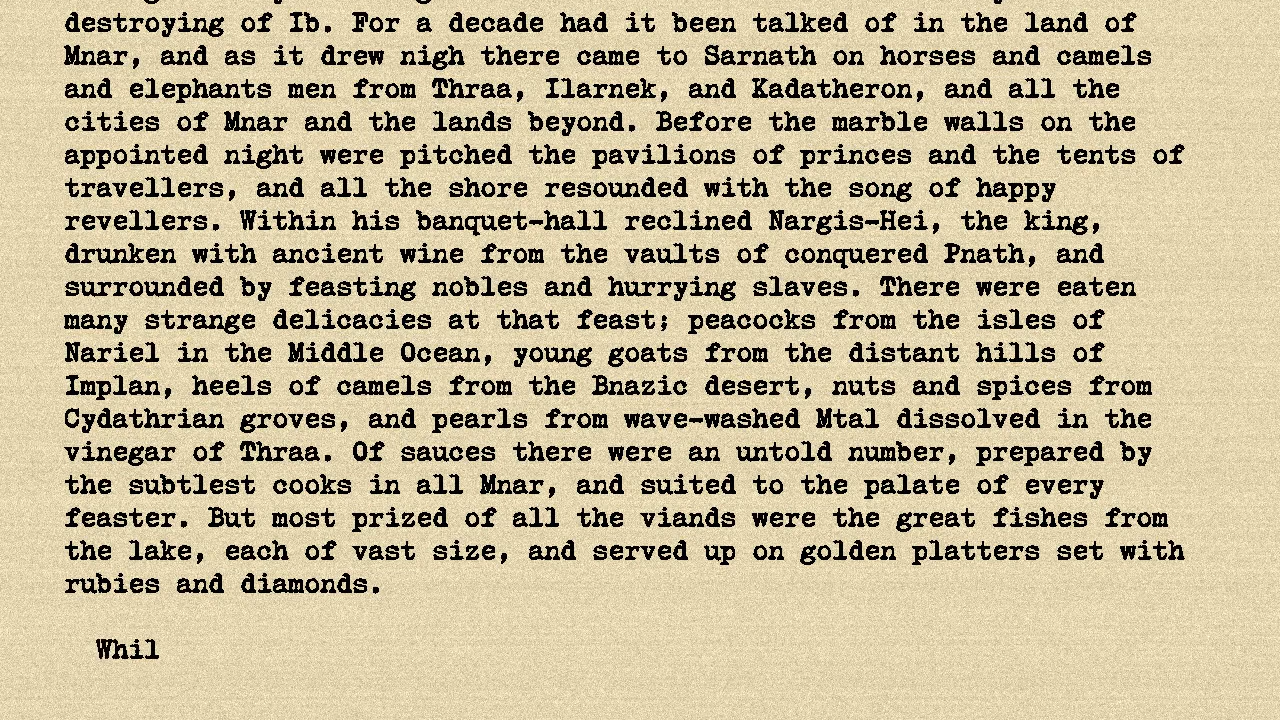 destroying of Ib. For a decade had it been talked of in the land of
Mnar, and as it drew nigh there came to Sarnath on horses and camels
and elephants men from Thraa, Ilarnek, and Kadatheron, and all the
cities of Mnar and the lands beyond. Before the marble walls on the
appointed night were pitched the pavilions of princes and the tents of
travellers, and all the shore resounded with the song of happy
revellers. Within his banquet-hall reclined Nargis-Hei, the king,
drunken with ancient wine from the vaults of conquered Pnath, and
surrounded by feasting nobles and hurrying slaves. There were eaten
many strange delicacies at that feast; peacocks from the isles of
Nariel in the Middle Ocean, young goats from the distant hills of
Implan, heels of camels from the Bnazic desert, nuts and spices from
Cydathrian groves, and pearls from wave-washed Mtal dissolved in the
vinegar of Thraa. Of sauces there were an untold number, prepared by
the subtlest cooks in all Mnar, and suited to the palate of every
feaster. But most prized of all the viands were the great fishes from
the lake, each of vast size, and served up on golden platters set with
rubies and diamonds.
Whil